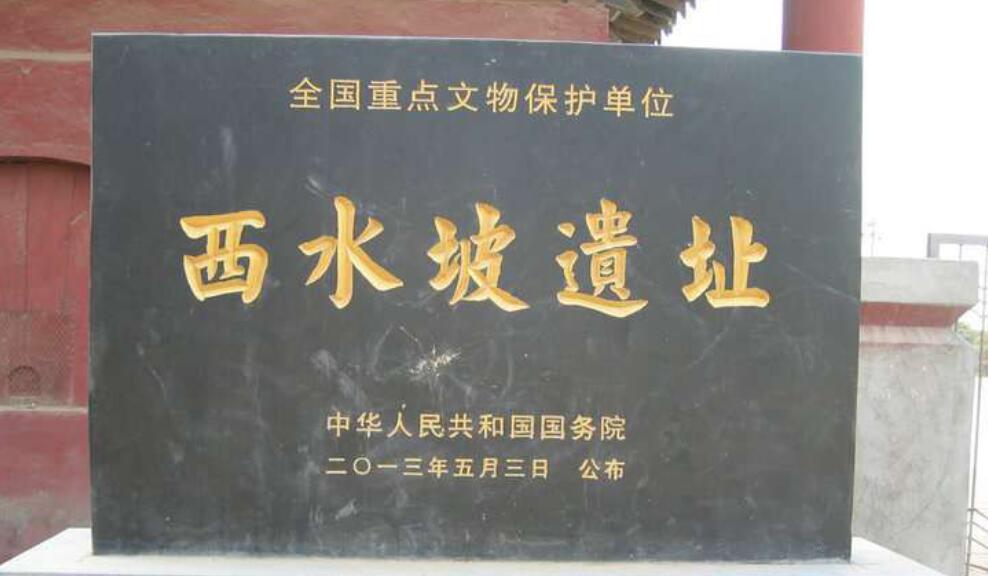 全国重点文物保护单位
西水坡遺址
中华人民共和国国务院
二〇一三年五月三日 公布